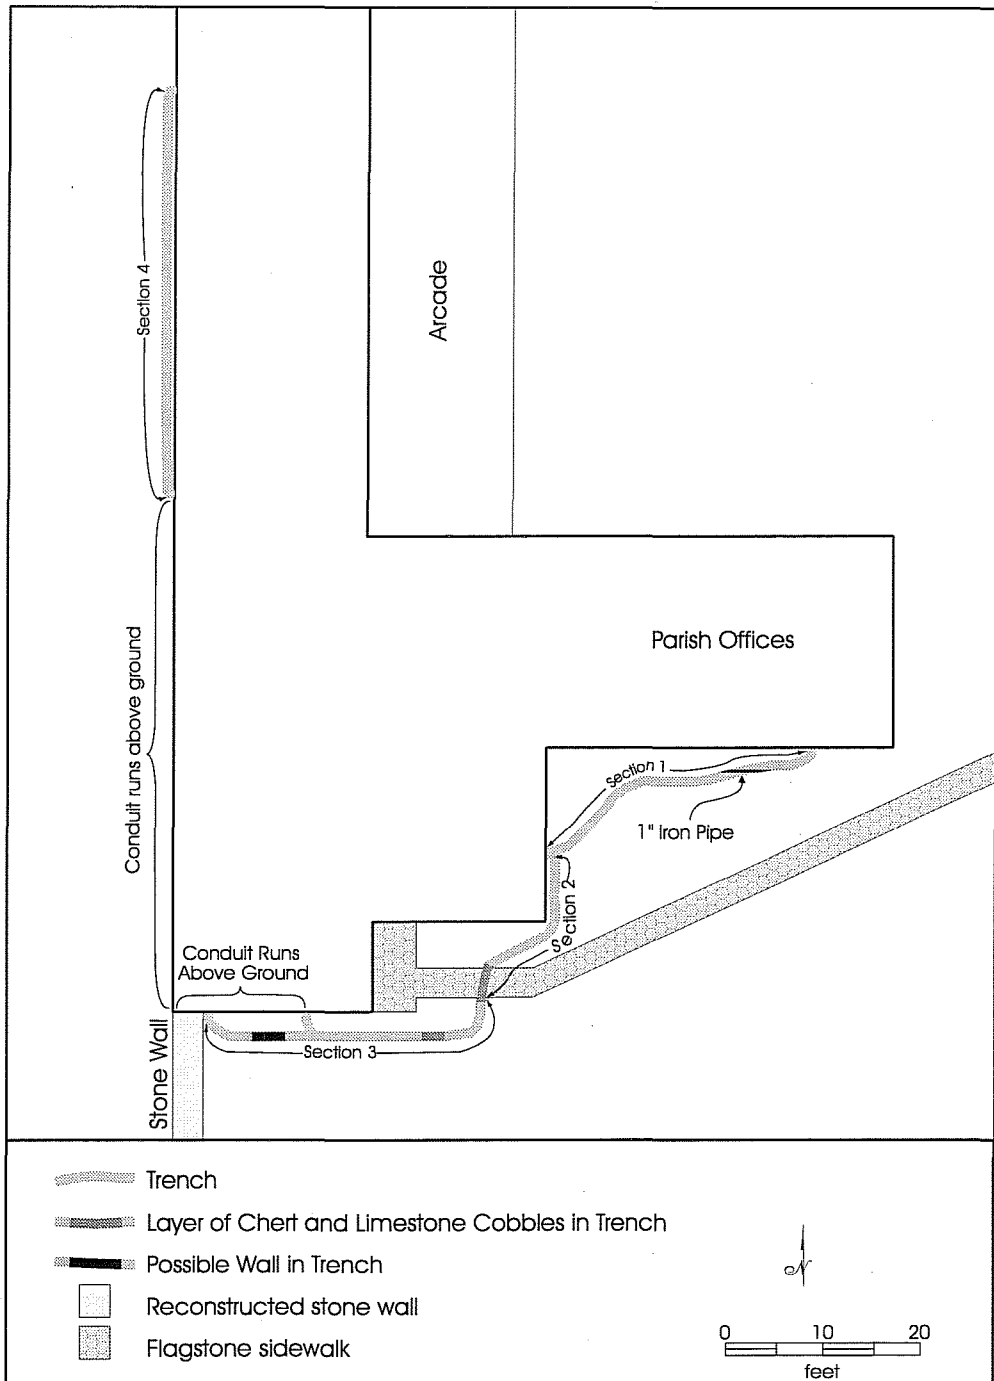 Section 4
Arcade
Conduit runs above ground
Parish Offices
Section 1
1" Iron Pipe
Section 2
Conduit Runs
Above Ground
Section 3
Stone Wall
Trench
Layer of Chert and Limestone Cobbles in Trench
Possible Wall in Trench
Reconstructed stone wall
Flagstone sidewalk
N
0 10 20
feet